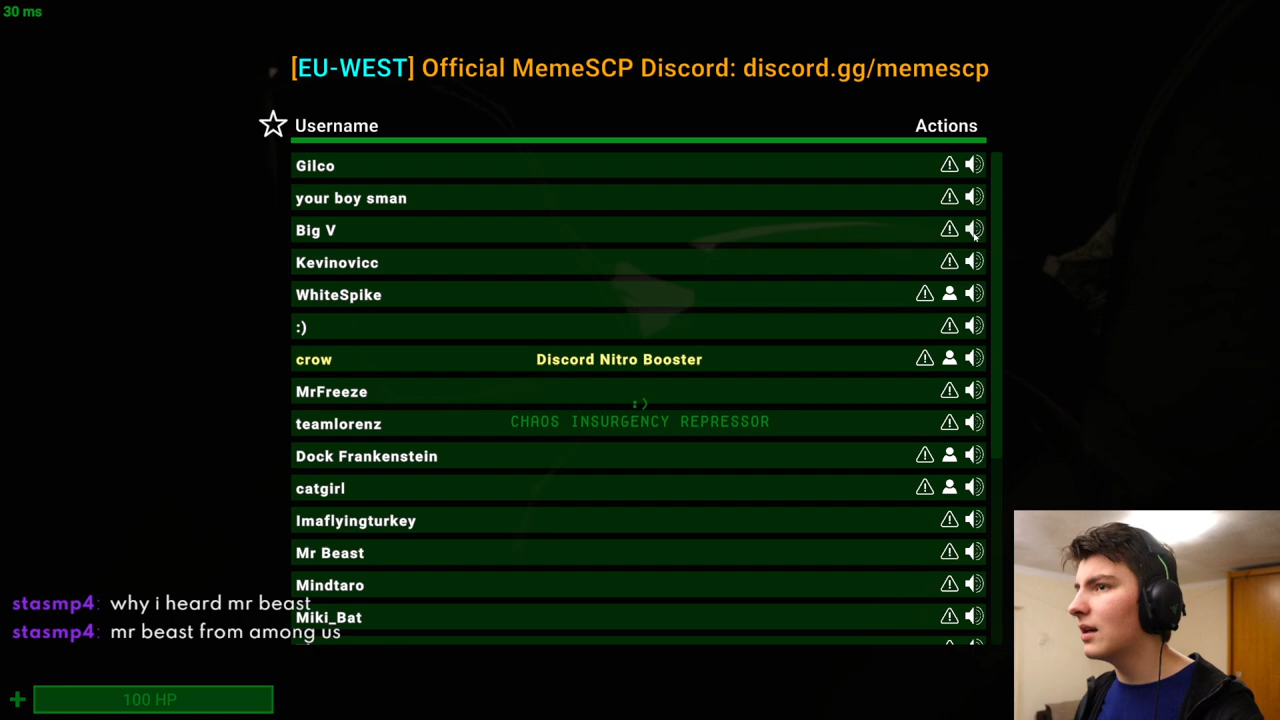 30 ms
[EU-WEST] Official MemeSCP Discord: discord.gg/memescp
Username Actions
Gilco
your boy sman
Big V
Kevinovicc
WhiteSpike
:)
crow Discord Nitro Booster
MrFreeze
:)
teamlorenz CHAOS INSURGENCY REPRESSOR
Dock Frankenstein
catgirl
Imaflyingturkey
Mr Beast
Mindtaro
stasmp4: why i heard mr beast
Miki_Bat
stasmp4: mr beast from among us
+ 100 HP